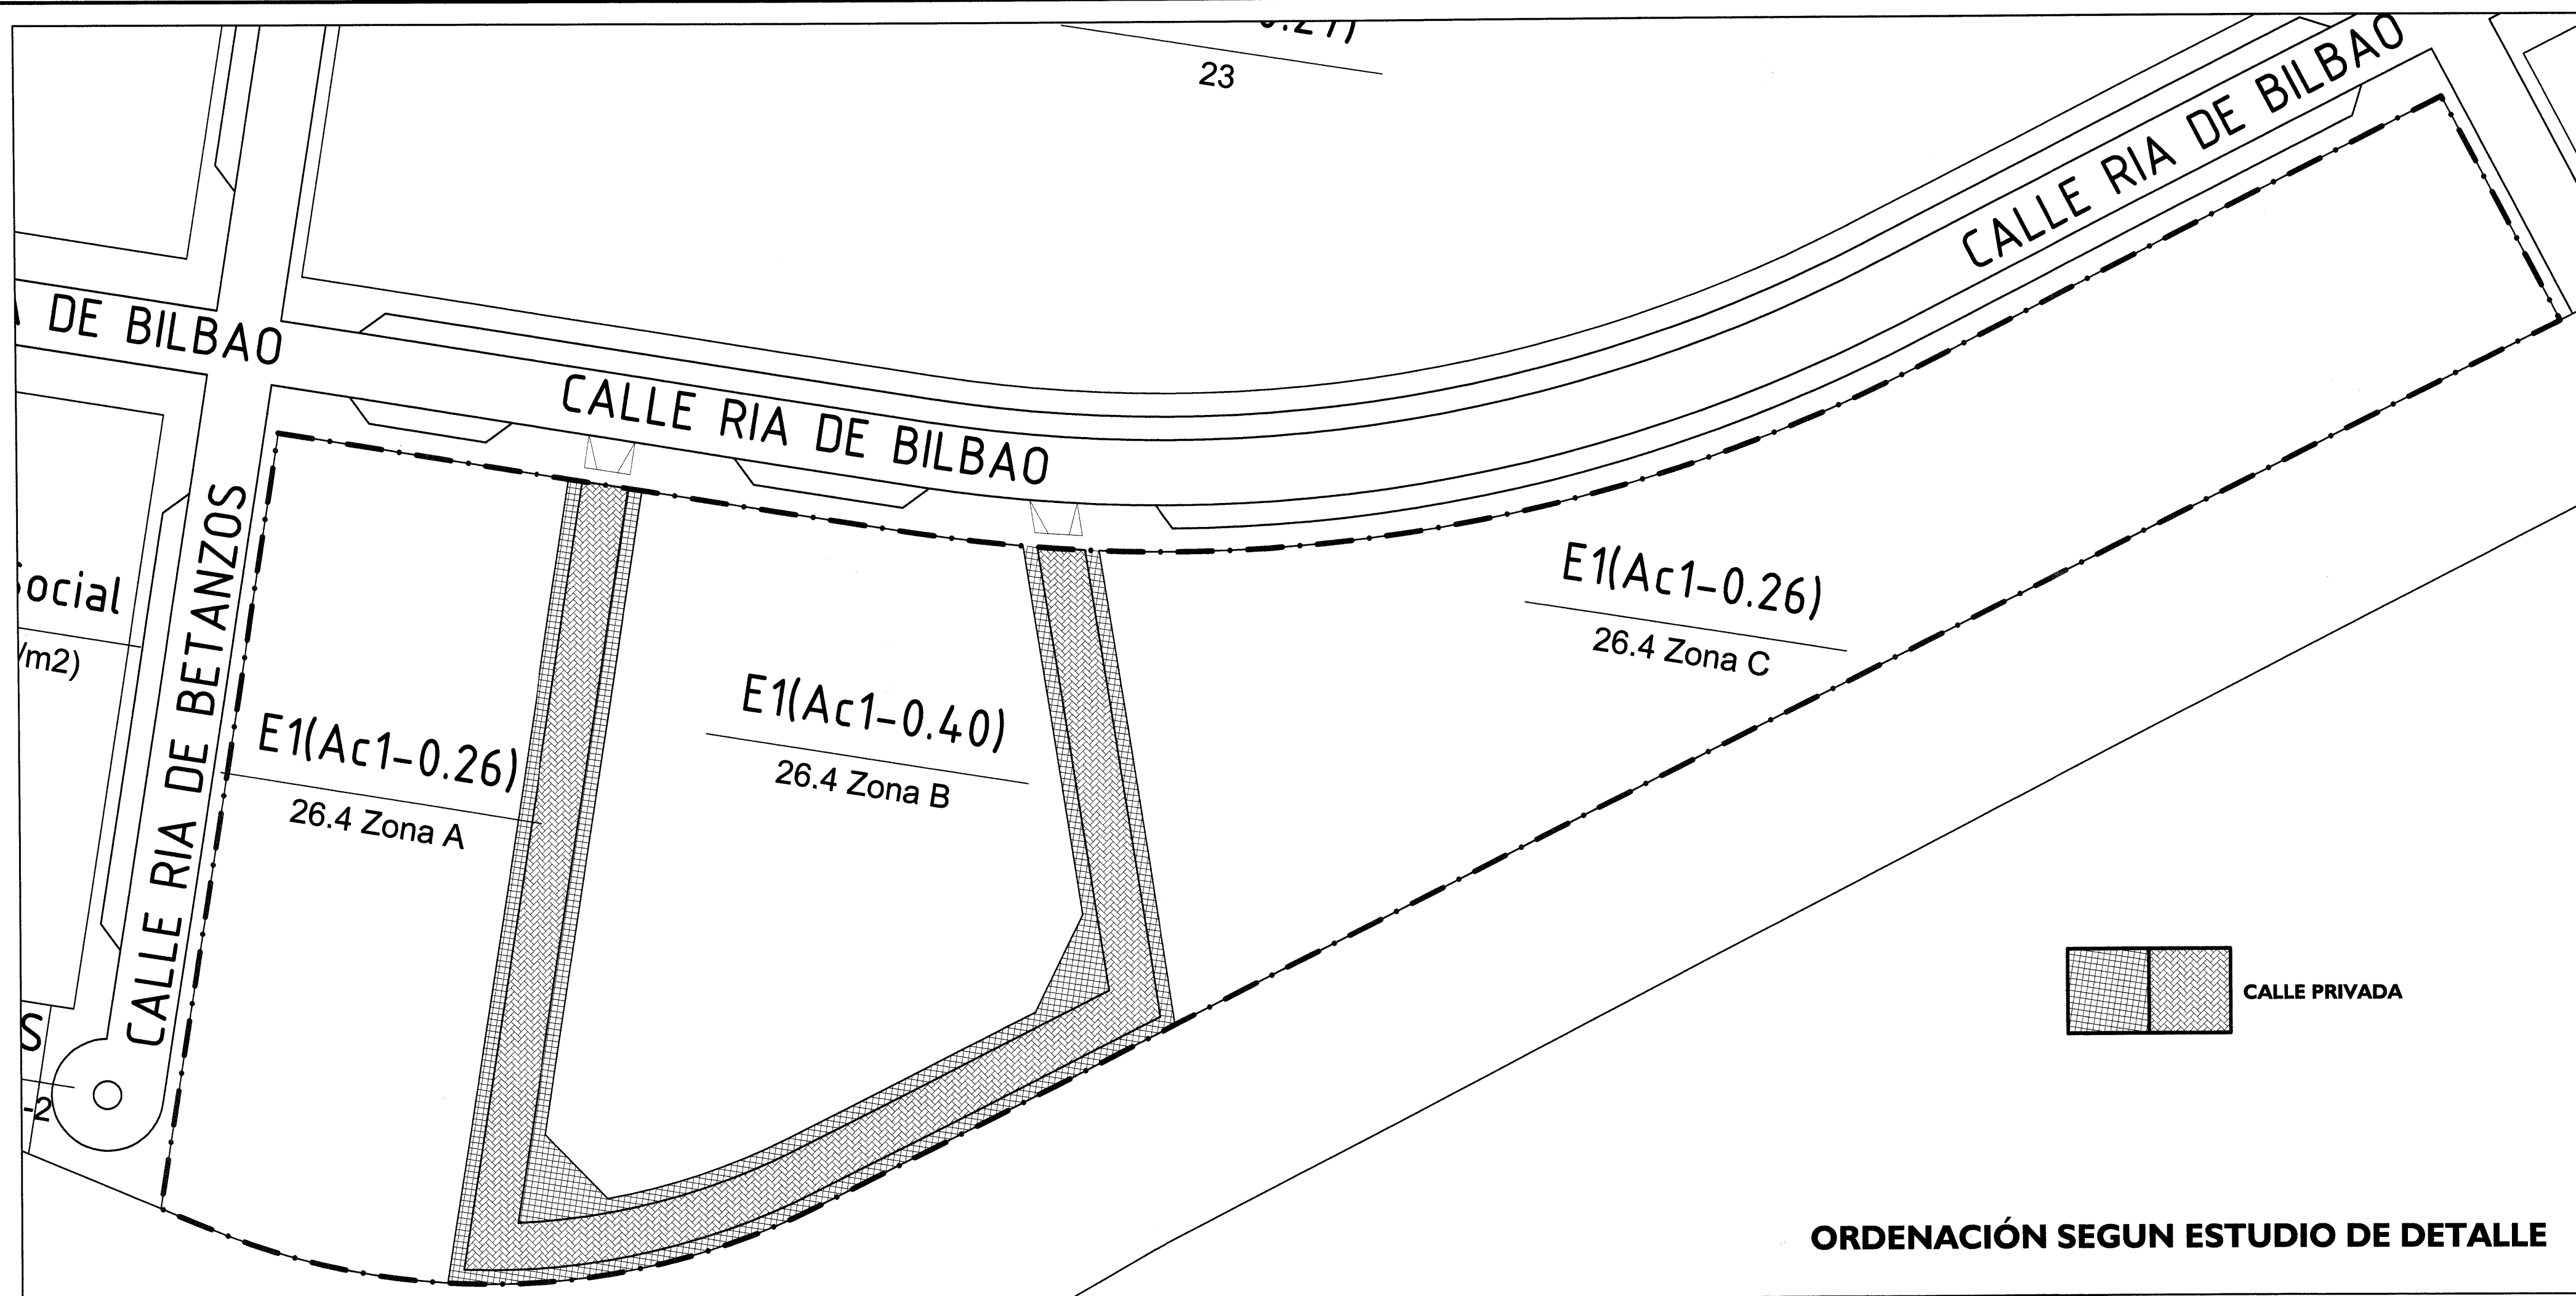 23
CALLE RIA DE BILBAO
DE BILBAO
CALLE RIA DE BILBAO
CALLE RIA DE BETANZOS
/m2)
E1(Ac1-0.26)
26.4 Zona A
E1(Ac1-0.40)
26.4 Zona B
E1(Ac1-0.26)
26.4 Zona C
S
-2
CALLE PRIVADA
ORDENACIÓN SEGUN ESTUDIO DE DETALLE